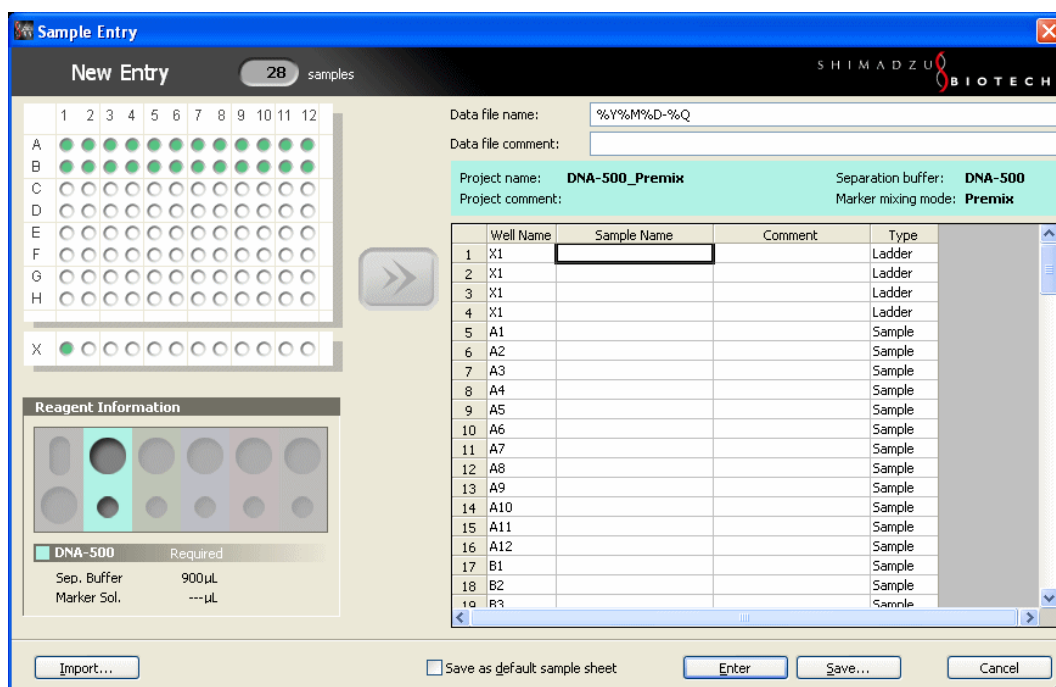 Sample Entry
New Entry 28 samples
SHIMADZU
BIOTECH
1 2 3 4 5 6 7 8 9 10 11 12
A
B
C
D
E
F
G
H
X
Data file name: %Y%M%D-%Q
Data file comment:
Project name: DNA-500_Premix Separation buffer: DNA-500
Project comment: Marker mixing mode: Premix
Well Name Sample Name Comment Type
1 X1 Ladder
2 X1 Ladder
3 X1 Ladder
4 X1 Ladder
5 A1 Sample
6 A2 Sample
7 A3 Sample
8 A4 Sample
9 A5 Sample
10 A6 Sample
11 A7 Sample
12 A8 Sample
13 A9 Sample
14 A10 Sample
15 A11 Sample
16 A12 Sample
17 B1 Sample
18 B2 Sample
19 B3 Sample
Reagent Information
DNA-500 Required
Sep. Buffer 900µL
Marker Sol. ---µL
Import... Save as default sample sheet Enter Save... Cancel